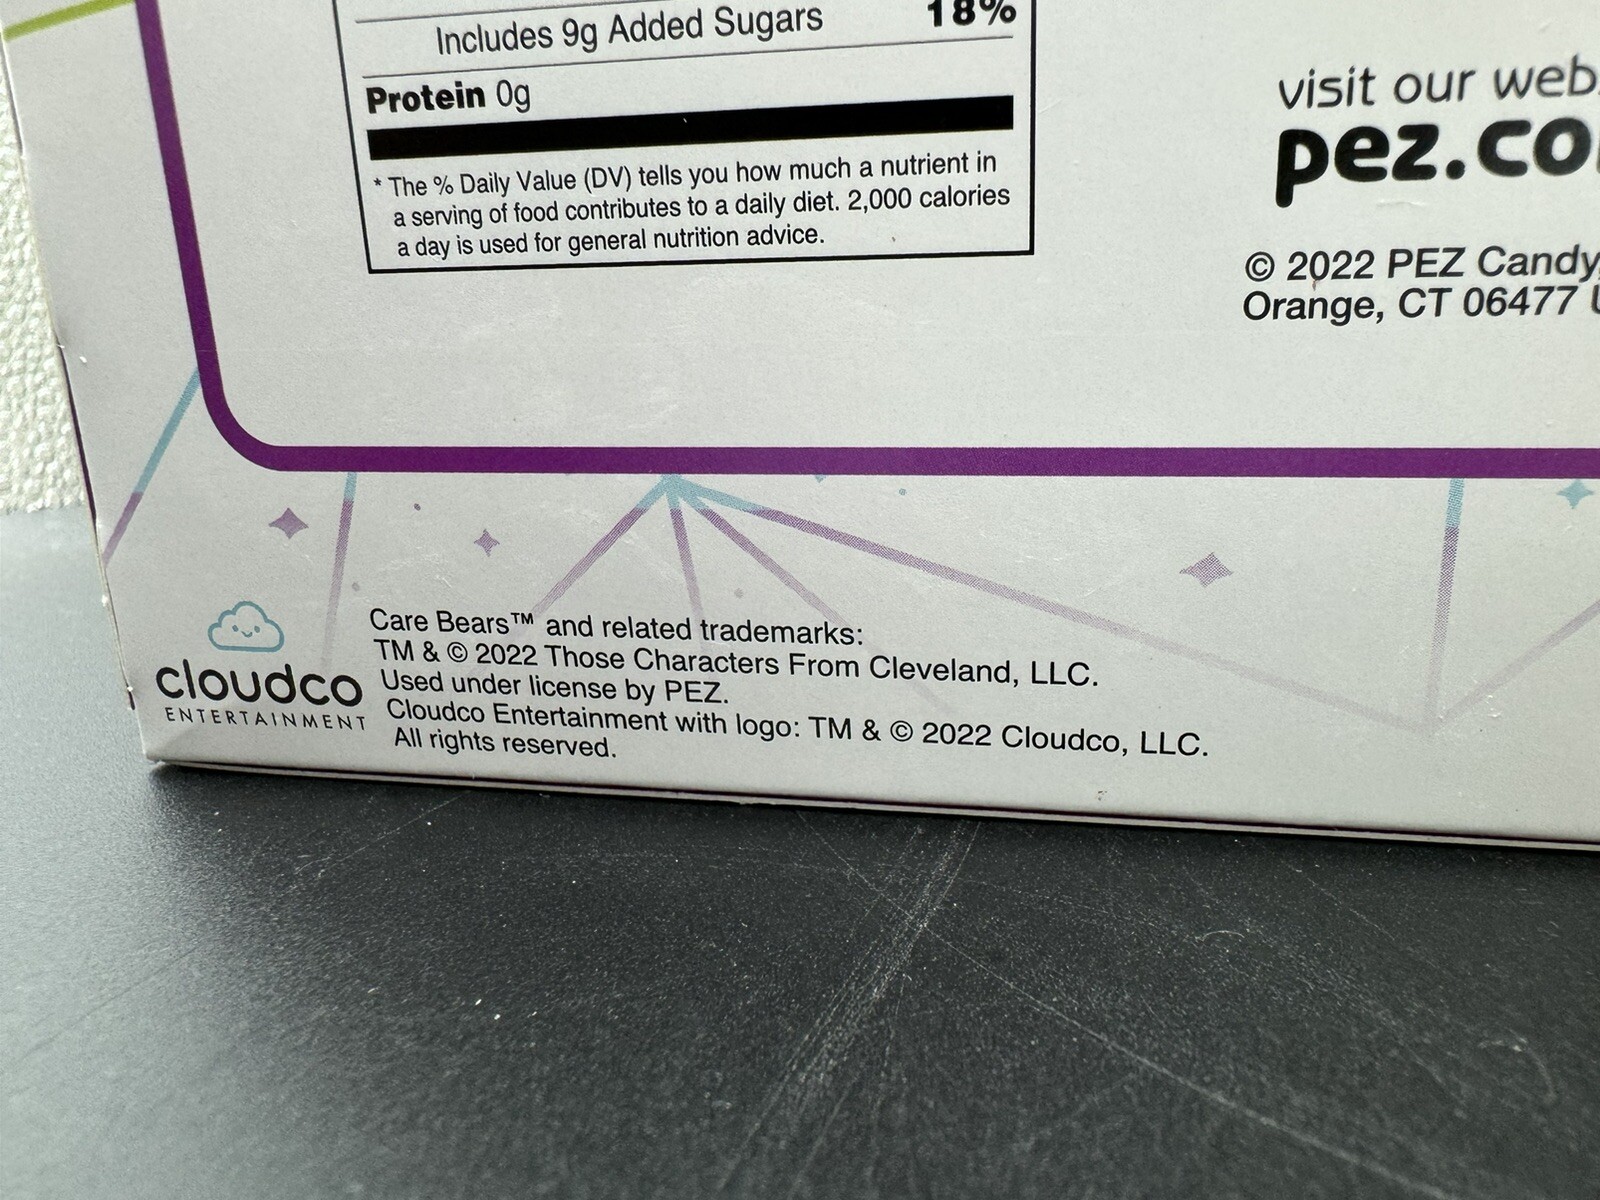 Includes 9g Added Sugars 18%
Protein 0g
* The % Daily Value (DV) tells you how much a nutrient in
a serving of food contributes to a daily diet. 2,000 calories
a day is used for general nutrition advice.
visit our web
pez.co
© 2022 PEZ Candy,
Orange, CT 06477
cloudco
ENTERTAINMENT
Care Bears™ and related trademarks:
TM & © 2022 Those Characters From Cleveland, LLC.
Used under license by PEZ.
Cloudco Entertainment with logo: TM & © 2022 Cloudco, LLC.
All rights reserved.